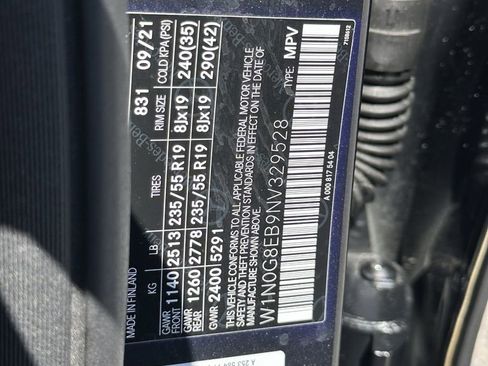 MADE IN FINLAND 831 09/21
KG LB TIRES RIM SIZE COLD KPA(PSI)
GAWR FRONT 1140 2513 235/55 R19 8Jx19 240(35)
GAWR REAR 1260 2778 235/55 R19 8Jx19 290(42)
GWR 2400 5291
THIS VEHICLE CONFORMS TO ALL APPLICABLE FEDERAL MOTOR VEHICLE
SAFETY AND THEFT PREVENTION STANDARDS IN EFFECT ON THE DATE OF
MANUFACTURE SHOWN ABOVE.
W1N0G8EB9NV329528 TYPE: MPV
A 000 817 54 04